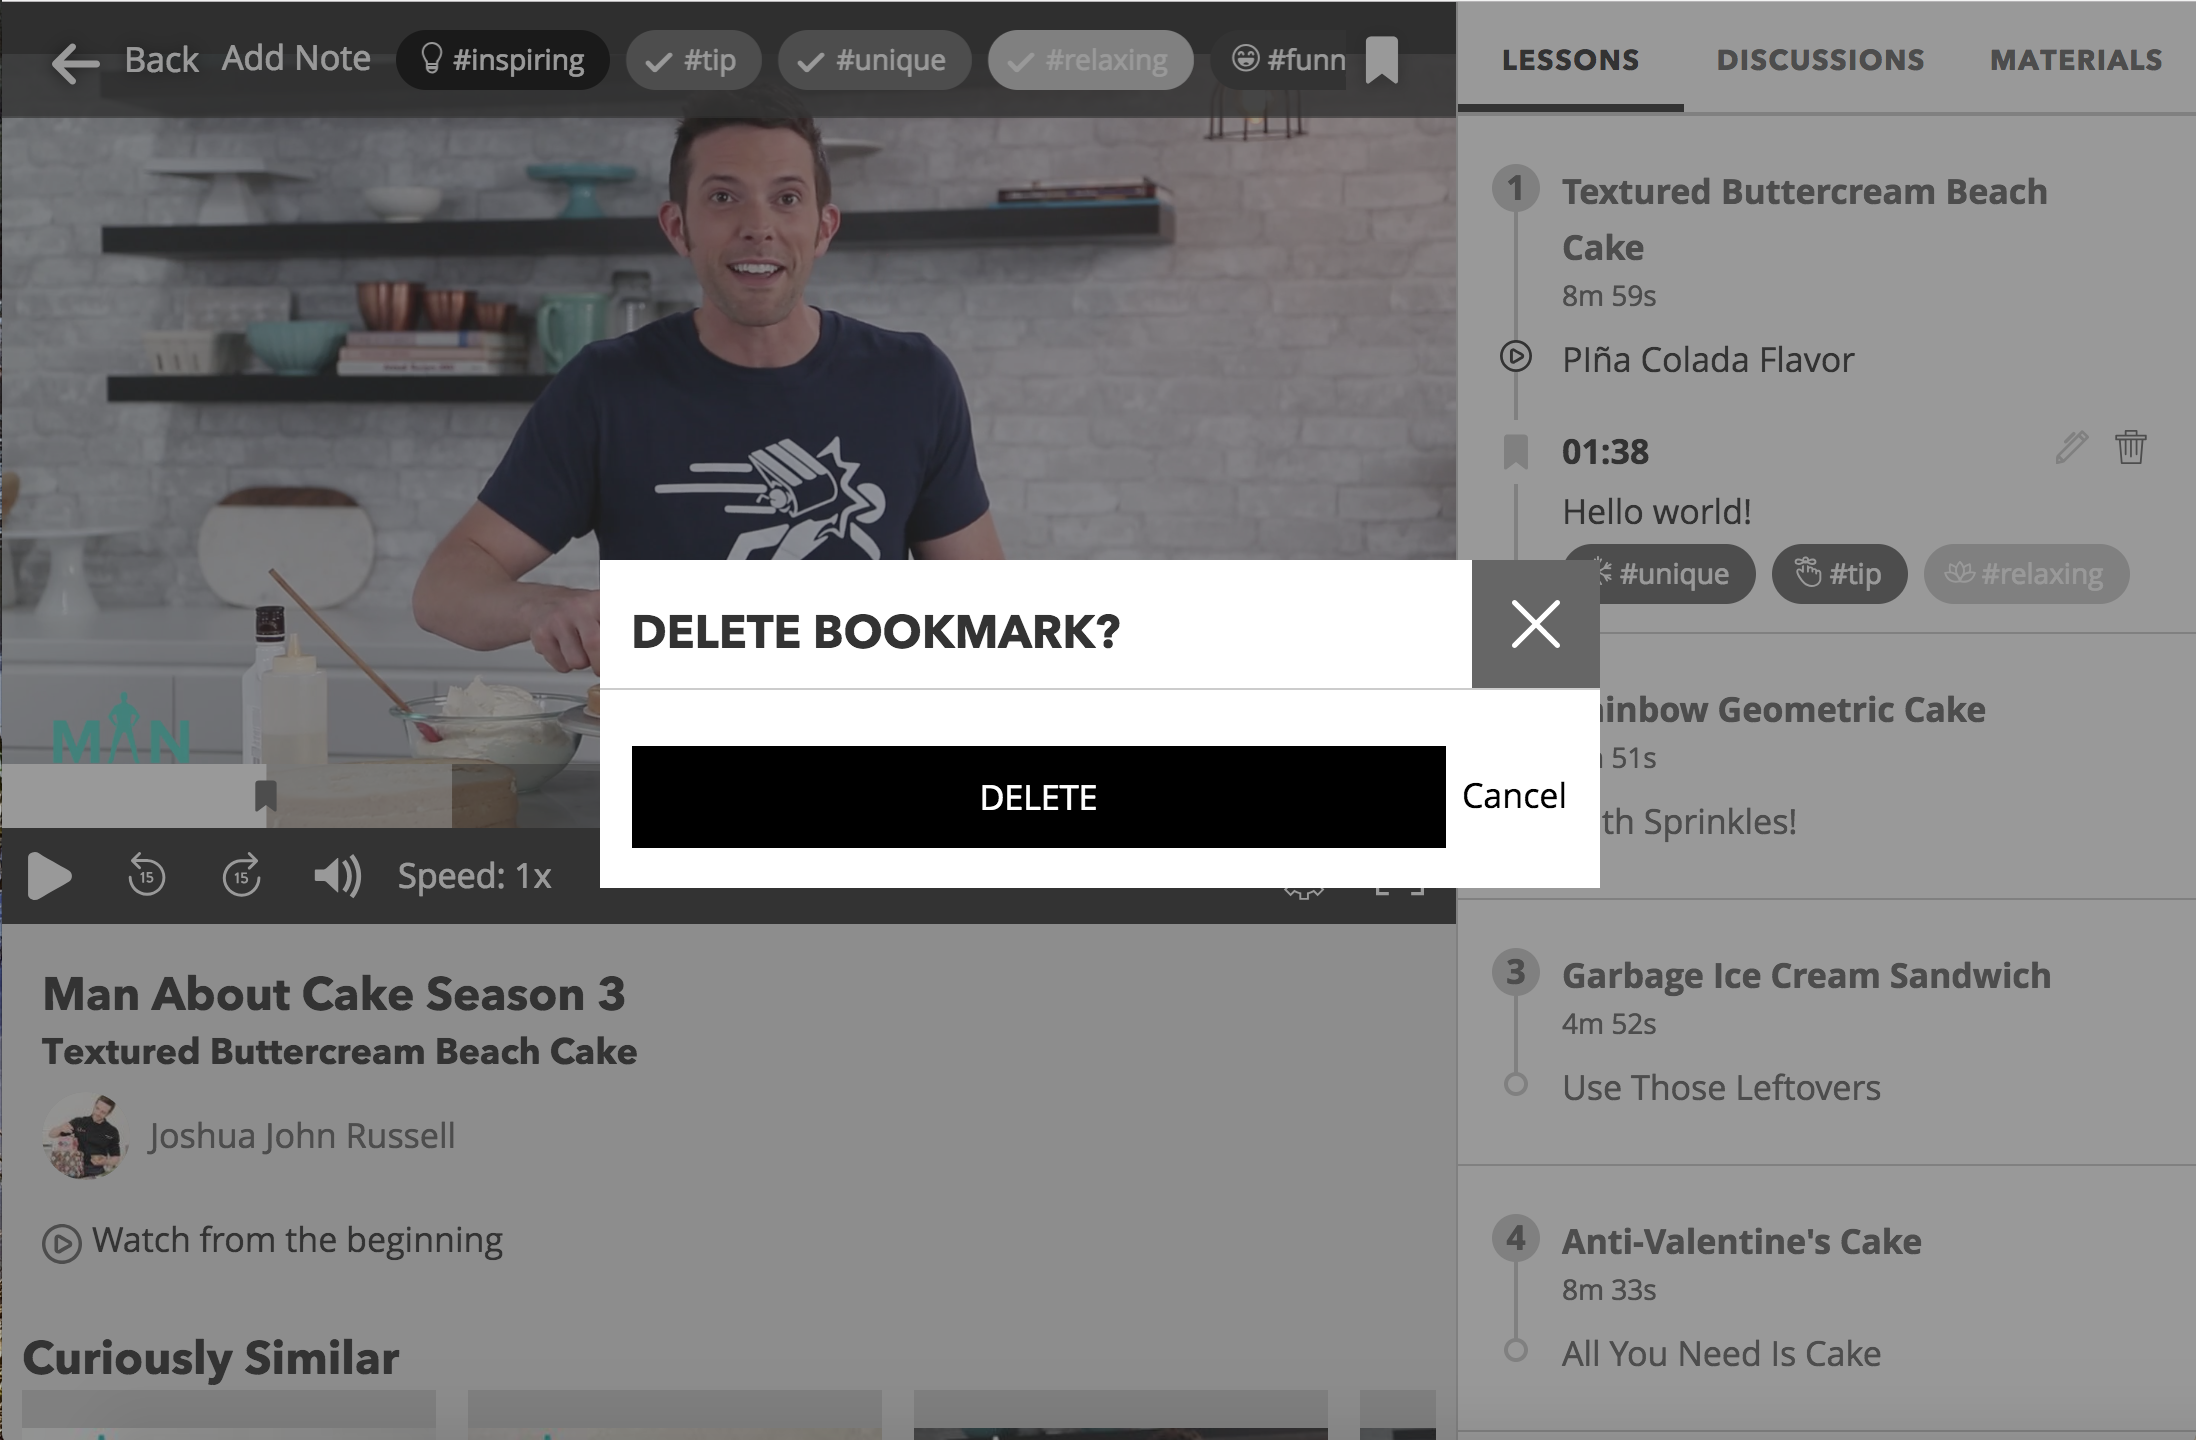 Back Add Note #inspiring #tip #unique #relaxing #funn
LESSONS DISCUSSIONS MATERIALS
1 Textured Buttercream Beach
Cake
8m 59s
PIña Colada Flavor
01:38
Hello world!
#unique #tip #relaxing
DELETE BOOKMARK?
DELETE Cancel
inbow Geometric Cake
51s
th Sprinkles!
MAN
15 15 Speed: 1x
3 Garbage Ice Cream Sandwich
4m 52s
Use Those Leftovers
4 Anti-Valentine's Cake
8m 33s
All You Need Is Cake
Man About Cake Season 3
Textured Buttercream Beach Cake
Joshua John Russell
Watch from the beginning
Curiously Similar